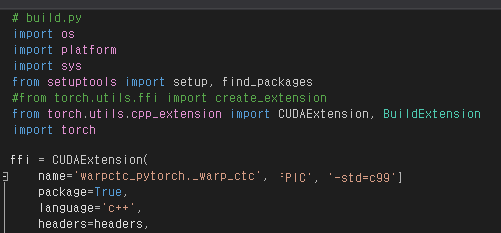 # build.py
import os
import platform
import sys
from setuptools import setup, find_packages
#from torch.utils.ffi import create_extension
from torch.utils.cpp_extension import CUDAExtension, BuildExtension
import torch
ffi = CUDAExtension(
name='warpctc_pytorch._warp_ctc', PIC', '-std=c99']
package=True,
language='c++',
headers=headers,